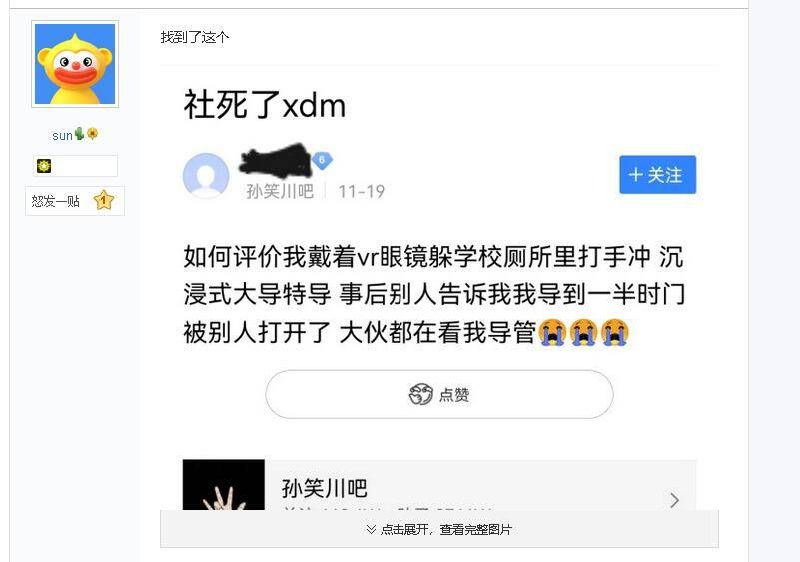 找到了这个
社死了xdm
6
孙笑川吧 11-19
+ 关注
sun
怒发一贴 1
如何评价我戴着vr眼镜躲学校厕所里打手冲 沉
浸式大导特导 事后别人告诉我我导到一半时门
被别人打开了 大伙都在看我导管😭😭😭
点赞
孙笑川吧
点击展开，查看完整图片